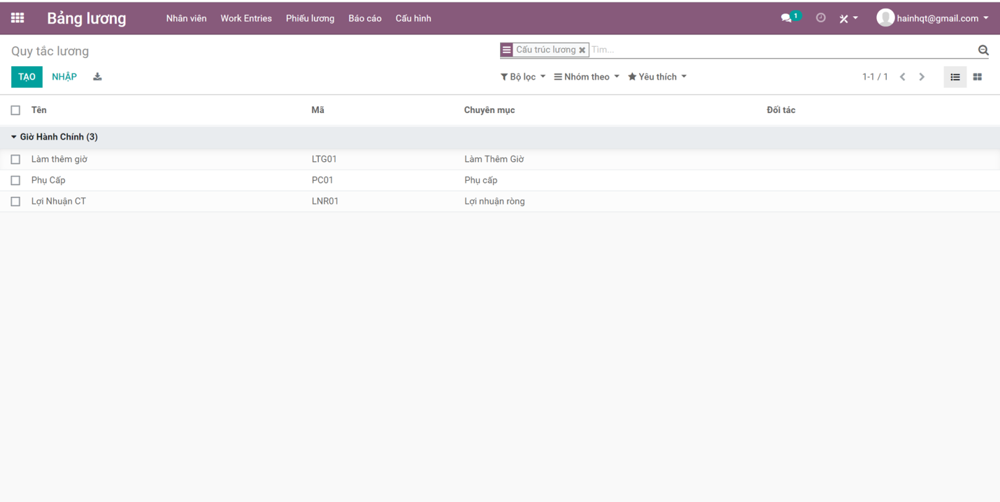 Bảng lương Nhân viên Work Entries Phiếu lương Báo cáo Cấu hình 1 hainhqt@gmail.com
Quy tắc lương Cấu trúc lương Tìm...
TẠO NHẬP Bộ lọc Nhóm theo Yêu thích 1-1 / 1
Tên Mã Chuyên mục Đối tác
Giờ Hành Chính (3)
Làm thêm giờ LTG01 Làm Thêm Giờ
Phụ Cấp PC01 Phụ cấp
Lợi Nhuận CT LNR01 Lợi nhuận ròng